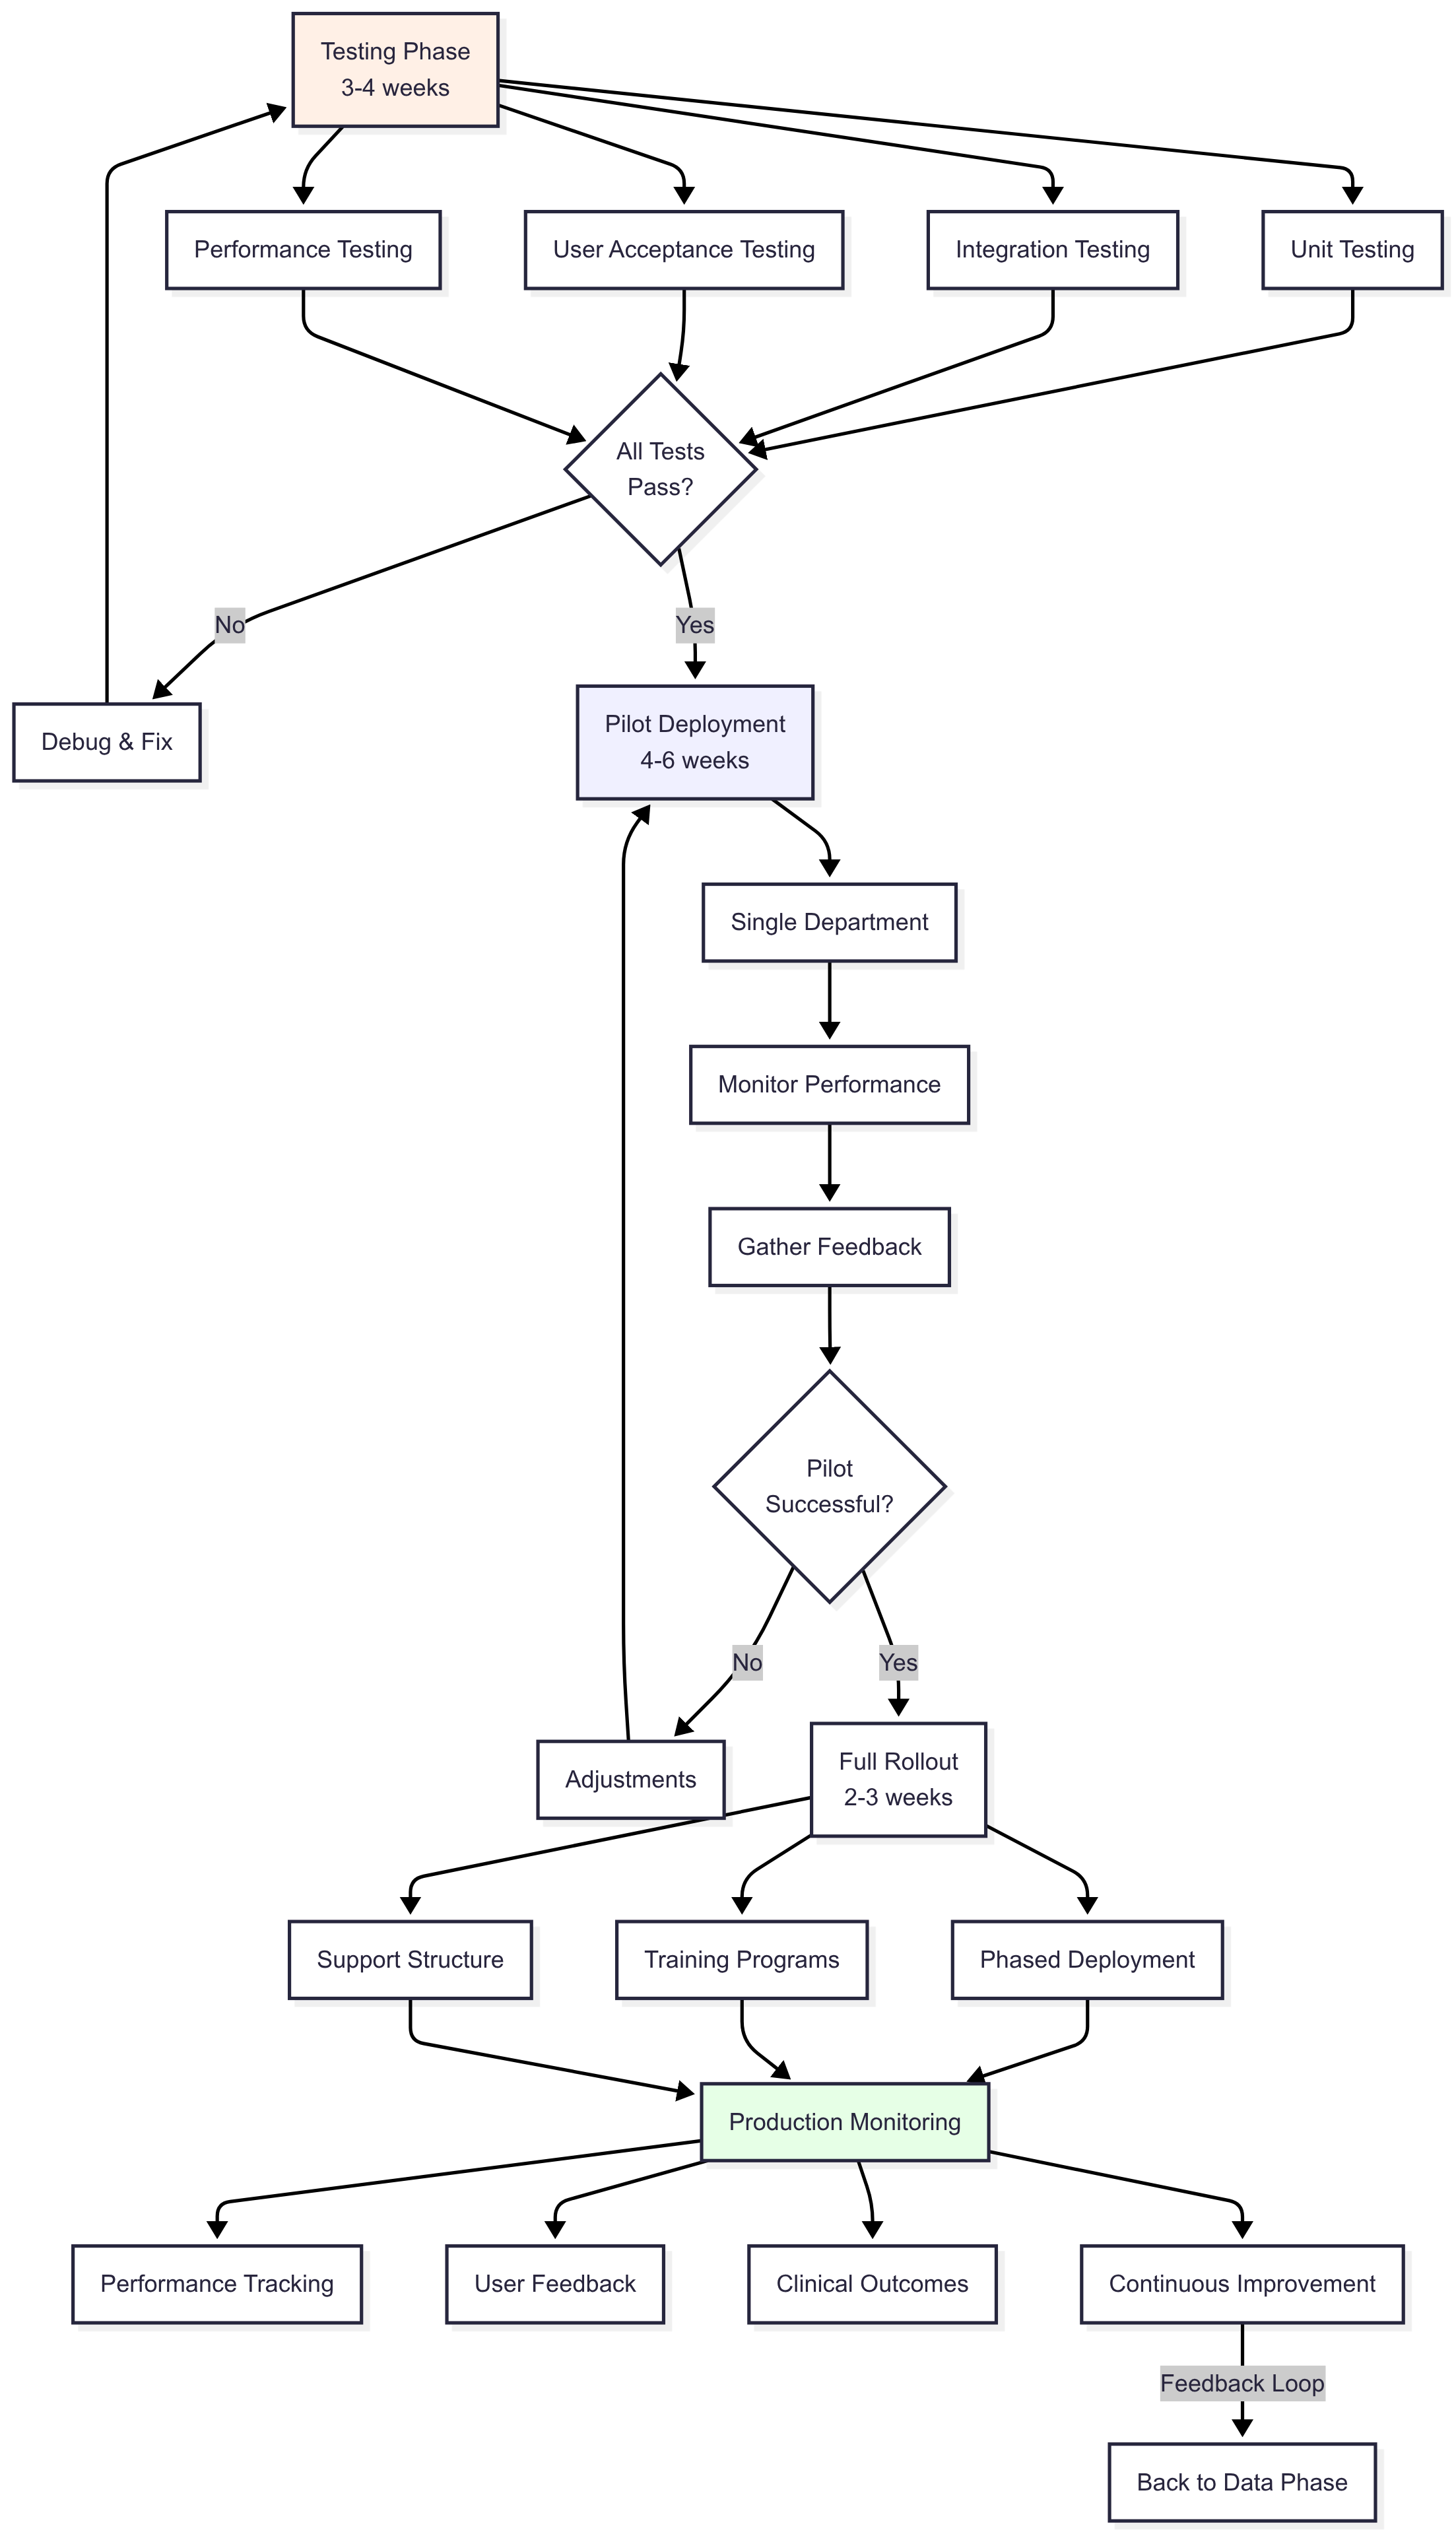 Testing Phase
3-4 weeks
Performance Testing
User Acceptance Testing
Integration Testing
Unit Testing
All Tests
Pass?
No
Yes
Debug & Fix
Pilot Deployment
4-6 weeks
Single Department
Monitor Performance
Gather Feedback
Pilot
Successful?
No
Yes
Adjustments
Full Rollout
2-3 weeks
Support Structure
Training Programs
Phased Deployment
Production Monitoring
Performance Tracking
User Feedback
Clinical Outcomes
Continuous Improvement
Feedback Loop
Back to Data Phase